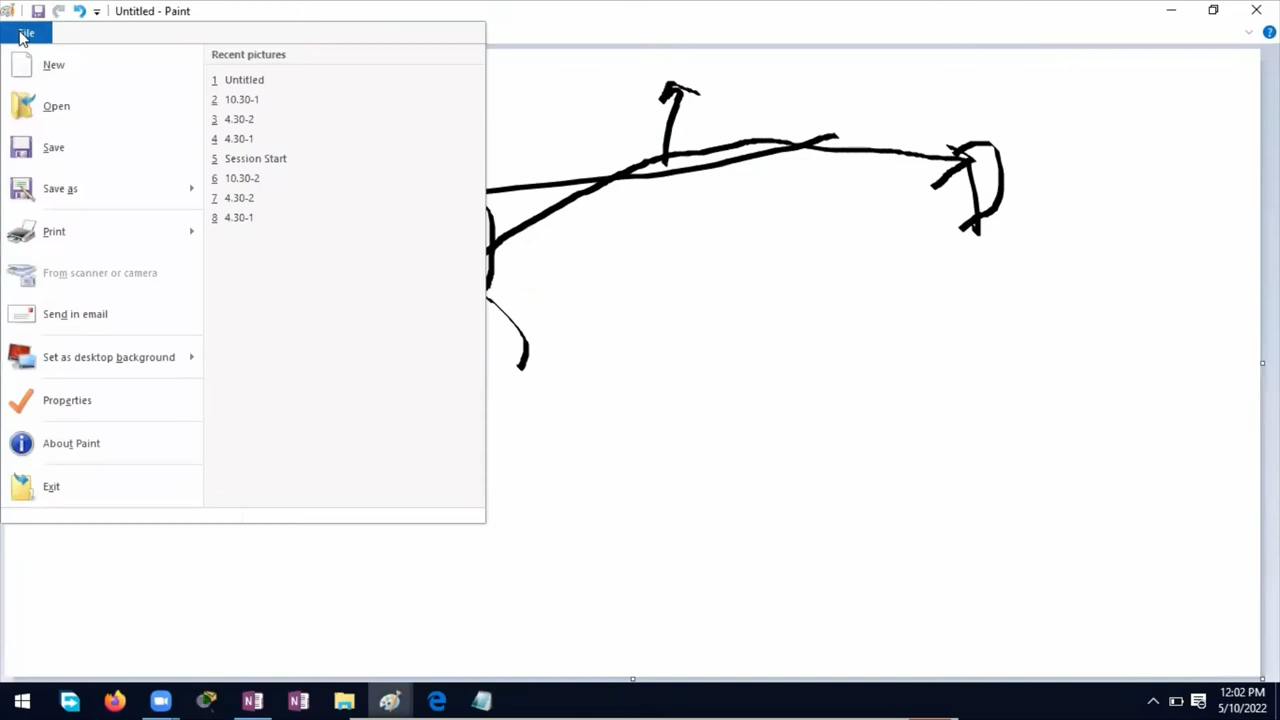 Untitled - Paint
File
New
Open
Save
Save as
Print
From scanner or camera
Send in email
Set as desktop background
Properties
About Paint
Exit
Recent pictures
1 Untitled
2 10.30-1
3 4.30-2
4 4.30-1
5 Session Start
6 10.30-2
7 4.30-2
8 4.30-1
D
12:02 PM
5/10/2022